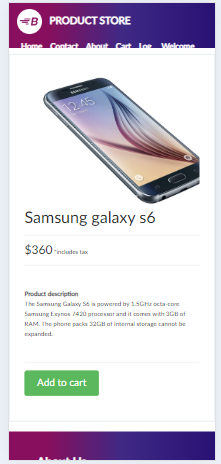 PRODUCT STORE
Home Contact About Cart Log Welcome
12:45
Samsung galaxy s6
$360 *includes tax
Product description
The Samsung Galaxy S6 is powered by 1.5GHz octa-core
Samsung Exynos 7420 processor and it comes with 3GB of
RAM. The phone packs 32GB of internal storage cannot be
expanded.
Add to cart
About Us